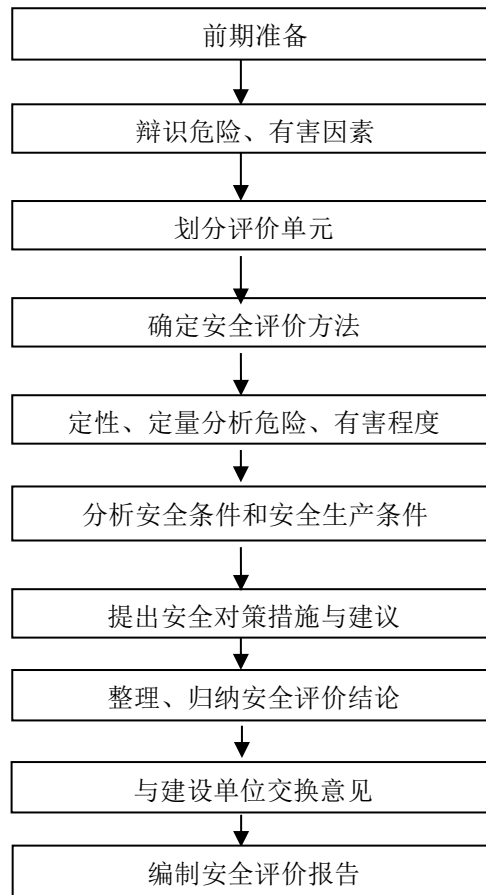 前期准备
辩识危险、有害因素
划分评价单元
确定安全评价方法
定性、定量分析危险、有害程度
分析安全条件和安全生产条件
提出安全对策措施与建议
整理、归纳安全评价结论
与建设单位交换意见
编制安全评价报告